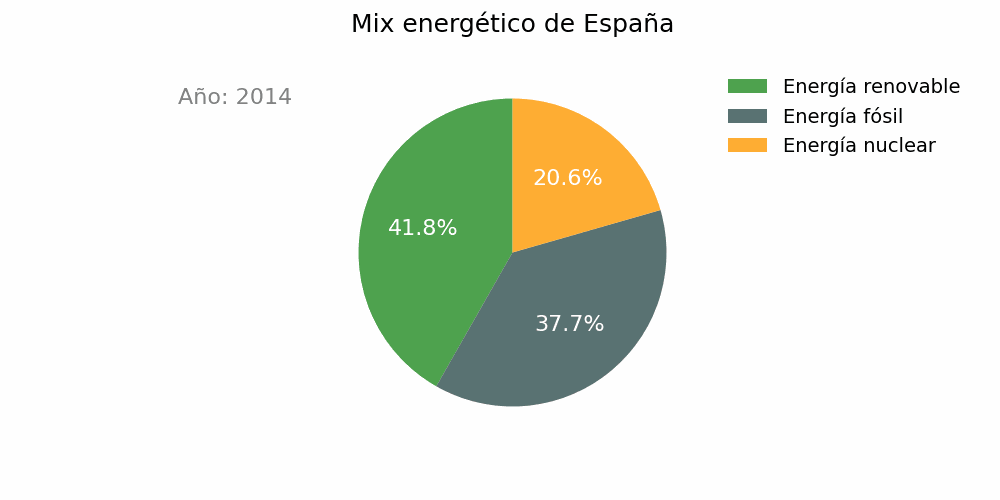 Mix energético de España
Año: 2014
Energía renovable
Energía fósil
Energía nuclear
20.6%
41.8%
37.7%